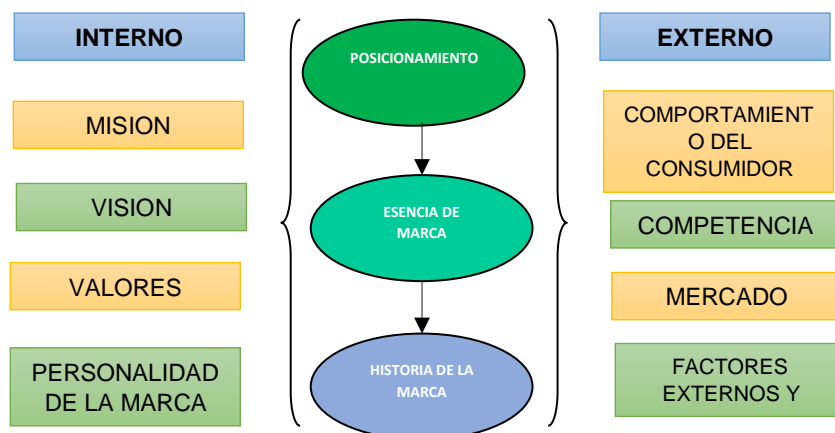 INTERNO
MISION
VISION
VALORES
PERSONALIDAD
DE LA MARCA
POSICIONAMIENTO
ESENCIA DE
MARCA
HISTORIA DE LA
MARCA
EXTERNO
COMPORTAMIENT
O DEL
CONSUMIDOR
COMPETENCIA
MERCADO
FACTORES
EXTERNOS Y